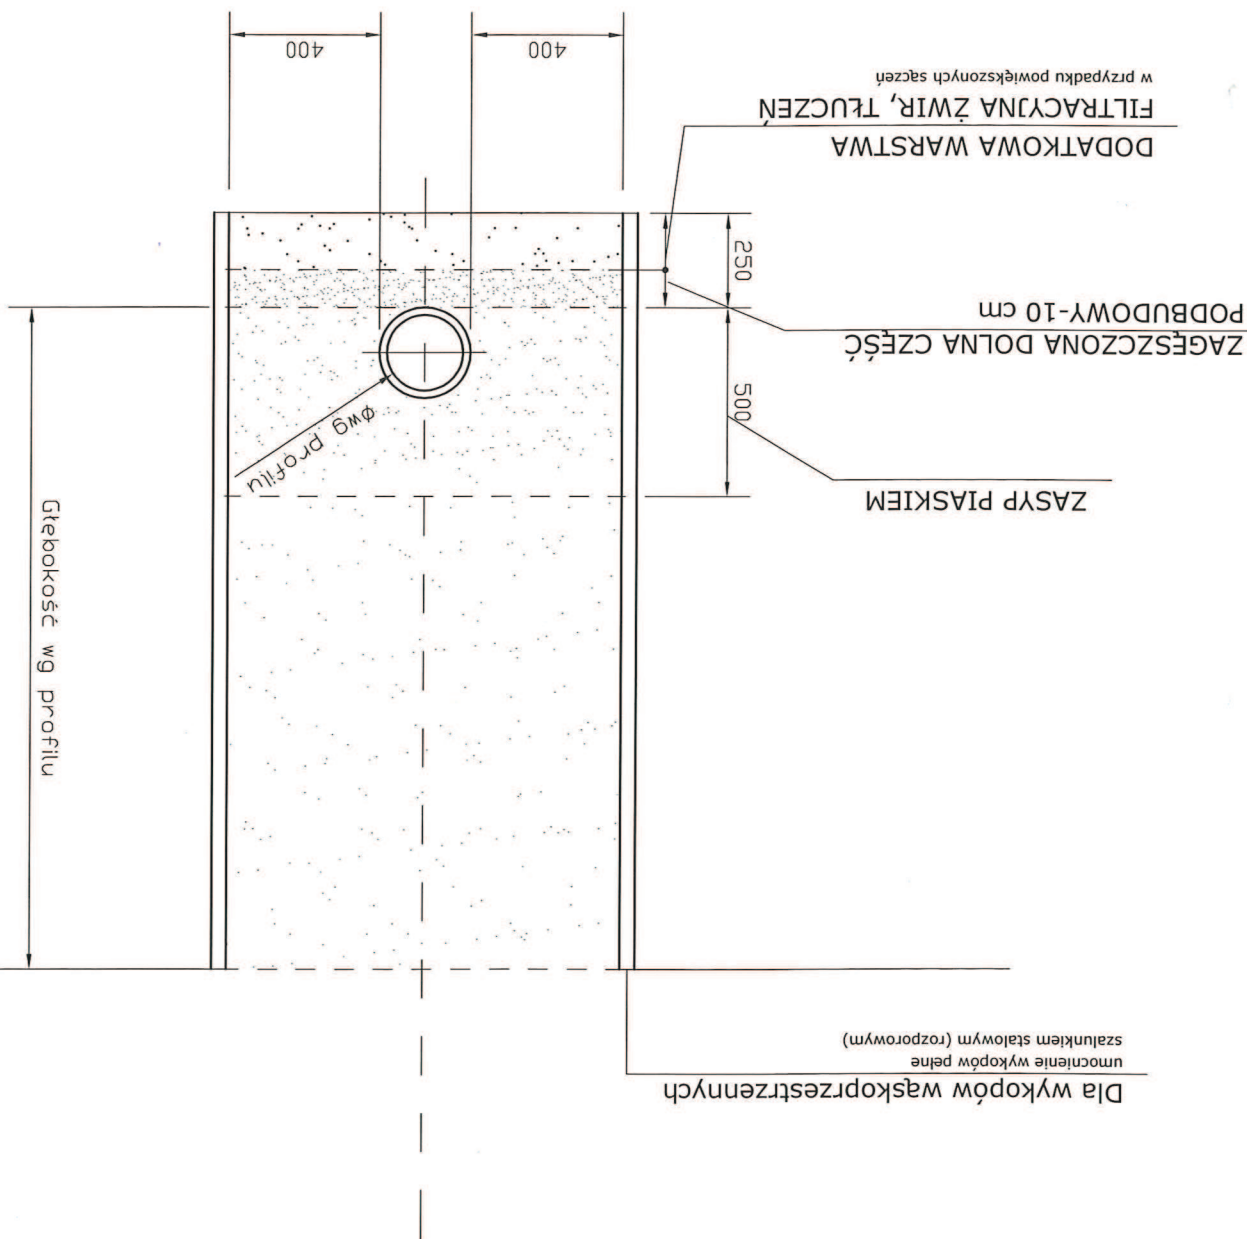 Dla wykopów wąskoprzestrzennych
umocnienie wykopów pełne
szalunkiem stalowym (rozporowym)
Głębokość wg profilu
ZASYP PIASKIEM
øwg profilu
500
ZAGĘSZCZONA DOLNA CZĘŚĆ
PODBUDOWY-10 cm
250
DODATKOWA WARSTWA
FILTRACYJNA ŻWIR, TŁUCZEŃ
w przypadku powiększonych sączeń
400
400